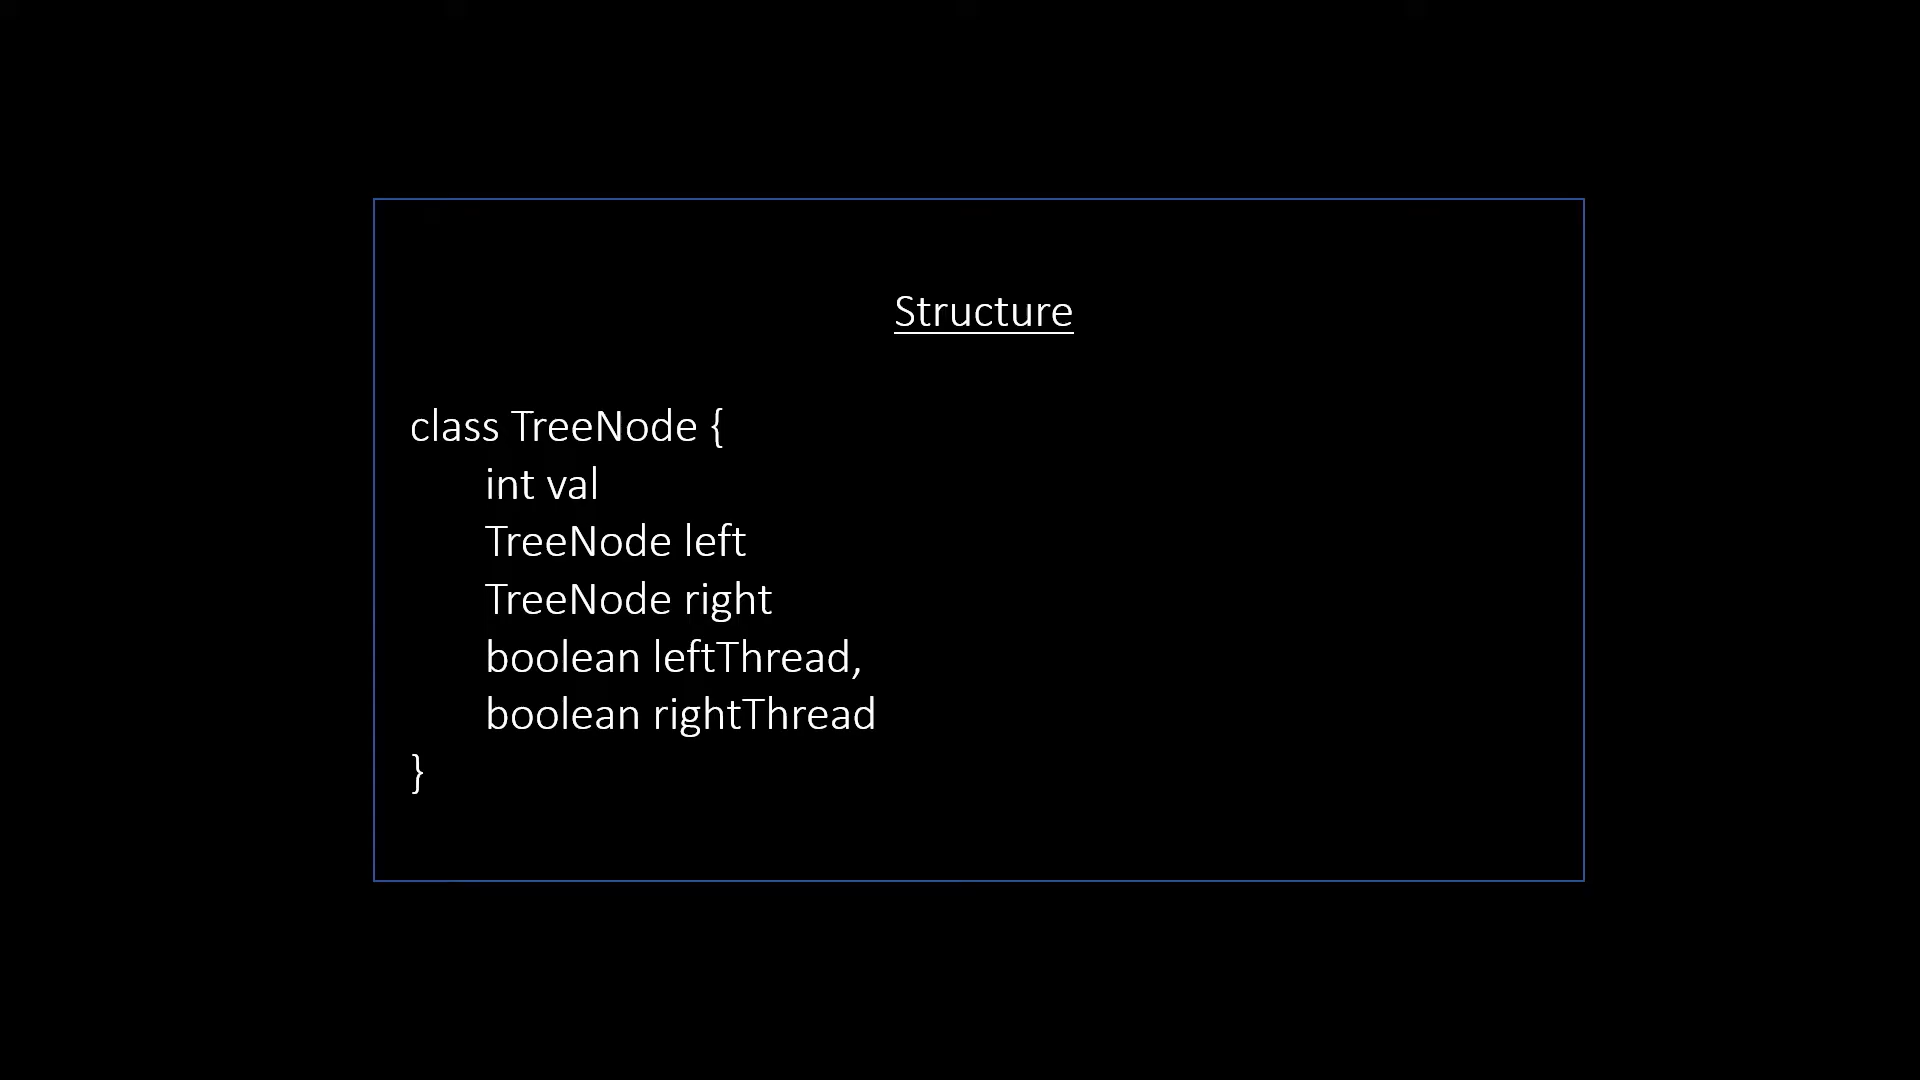 Structure
class TreeNode {
int val
TreeNode left
TreeNode right
boolean leftThread,
boolean rightThread
}